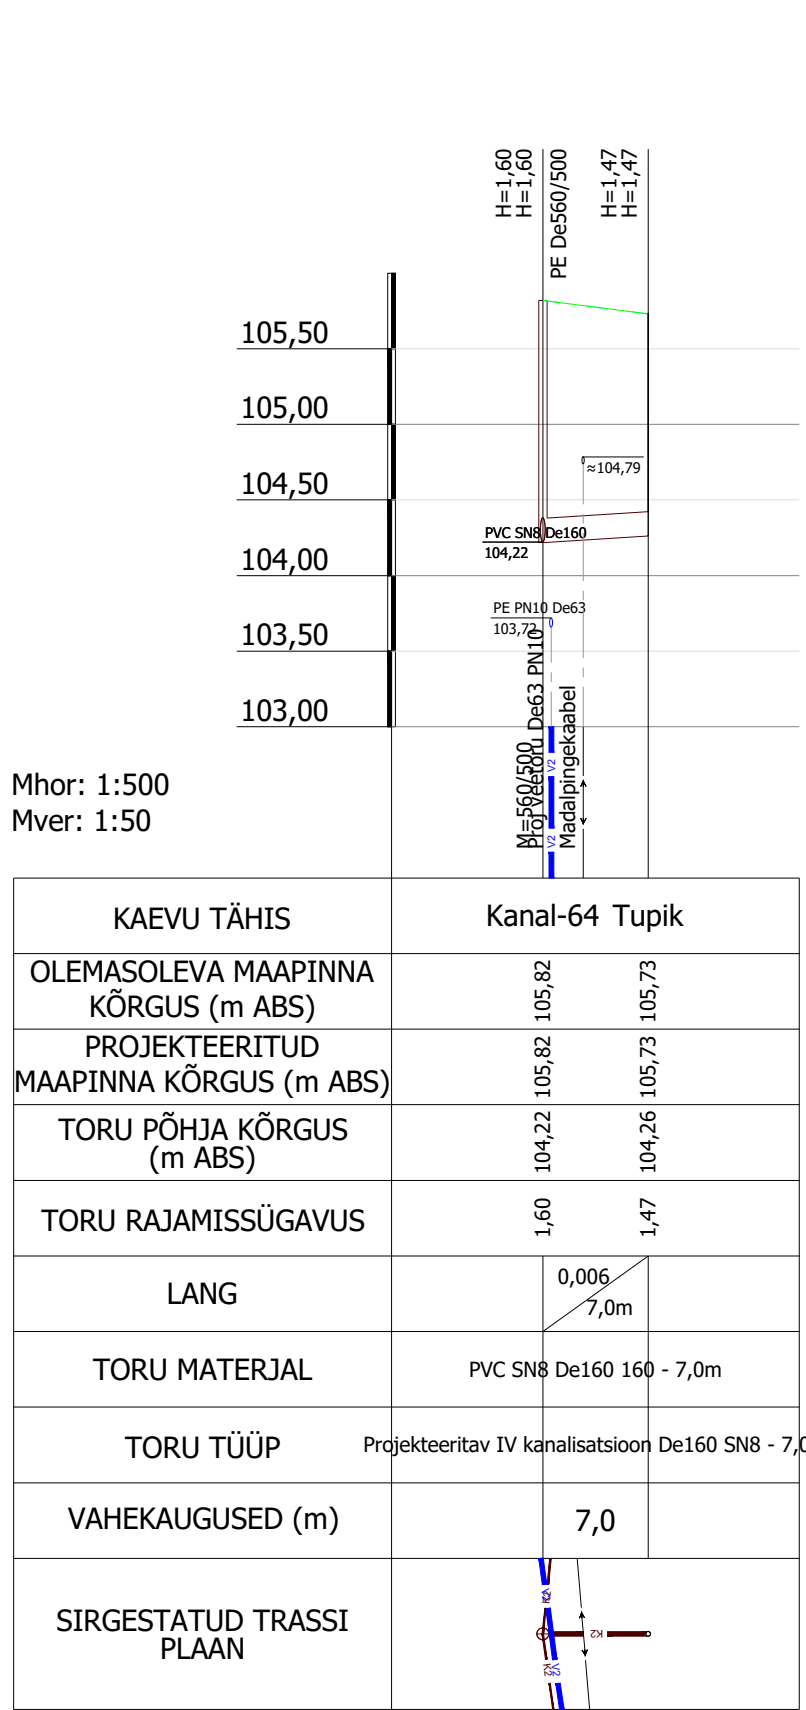 H=1,60
H=1,60
PE De560/500
H=1,47
H=1,47
105,50
105,00
104,50
≈104,79
PVC SN8 De160
104,22
104,00
PE PN10 De63
103,72
103,50
103,00
M=560/500
Proj veetoru De63 PN10
Madalpingekaabel
V2
V2
Mhor: 1:500
Mver: 1:50
KAEVU TÄHIS
Kanal-64 Tupik
OLEMASOLEVA MAAPINNA
KÕRGUS (m ABS)
105,82
105,73
PROJEKTEERITUD
MAAPINNA KÕRGUS (m ABS)
105,82
105,73
TORU PÕHJA KÕRGUS
(m ABS)
104,22
104,26
TORU RAJAMISSÜGAVUS
1,60
1,47
LANG
0,006
7,0m
TORU MATERJAL
PVC SN8 De160 160 - 7,0m
TORU TÜÜP
Projekteeritav IV kanalisatsioon De160 SN8 - 7,0
VAHEKAUGUSED (m)
7,0
SIRGESTATUD TRASSI
PLAAN
K2
K2
V2